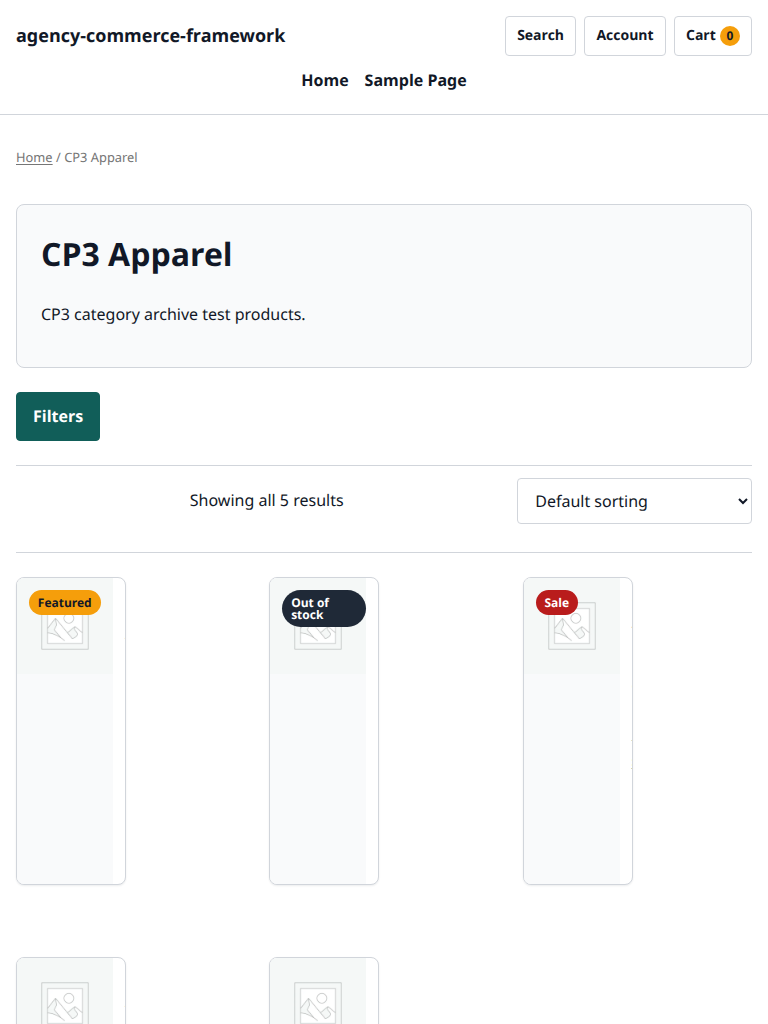 agency-commerce-framework
Search
Account
Cart 0
Home
Sample Page
Home / CP3 Apparel
CP3 Apparel
CP3 category archive test products.
Filters
Showing all 5 results
Default sorting
Featured
Out of
stock
Sale